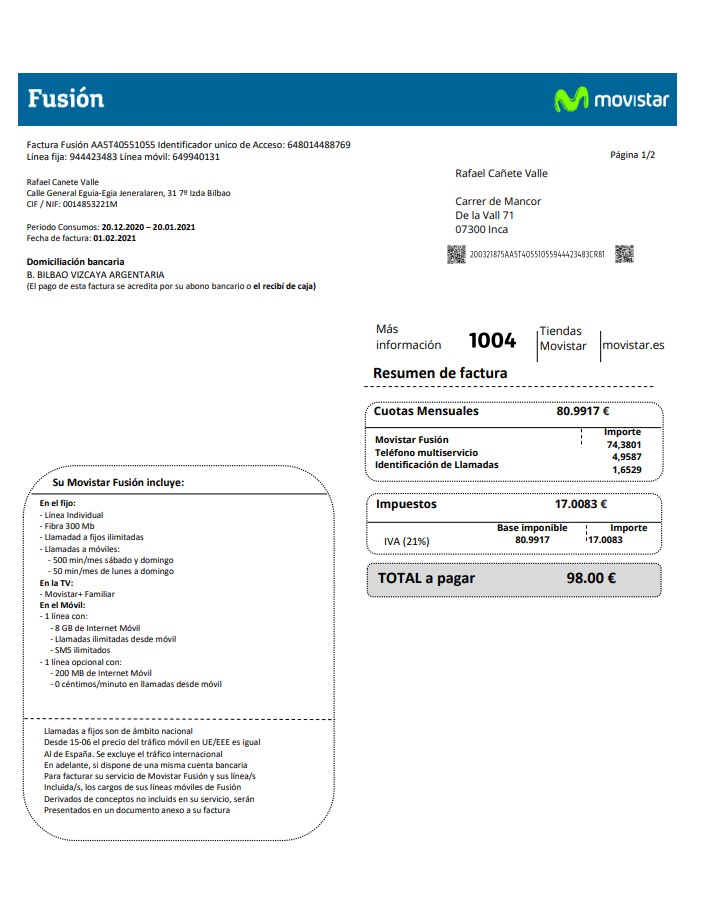 Fusión
movistar
Factura Fusión AA5T40551055 Identificador unico de Acceso: 648014488769
Línea fija: 944423483 Línea móvil: 649940131
Página 1/2
Rafael Cañete Valle
Rafael Canete Valle
Calle General Eguia-Egia Jeneralaren, 31 7º Izda Bilbao
CIF / NIF: 0014853221M
Carrer de Mancor
De la Vall 71
07300 Inca
Periodo Consumos: 20.12.2020 – 20.01.2021
Fecha de factura: 01.02.2021
200321875AA5T40551055944423483CR81
Domiciliación bancaria
B. BILBAO VIZCAYA ARGENTARIA
(El pago de esta factura se acredita por su abono bancario o el recibí de caja)
Más información
1004
Tiendas Movistar
movistar.es
Resumen de factura
Cuotas Mensuales 80.9917 €
Importe
Movistar Fusión 74,3801
Teléfono multiservicio 4,9587
Identificación de Llamadas 1,6529
Impuestos 17.0083 €
Base imponible Importe
IVA (21%) 80.9917 17.0083
TOTAL a pagar 98.00 €
Su Movistar Fusión incluye:
En el fijo:
- Línea Individual
- Fibra 300 Mb
- Llamadad a fijos ilimitadas
- Llamadas a móviles:
- 500 min/mes sábado y domingo
- 50 min/mes de lunes a domingo
En la TV:
- Movistar+ Familiar
En el Móvil:
- 1 línea con:
- 8 GB de Internet Móvil
- Llamadas ilimitadas desde móvil
- SMS ilimitados
- 1 línea opcional con:
- 200 MB de Internet Móvil
- 0 céntimos/minuto en llamadas desde móvil
Llamadas a fijos son de ámbito nacional
Desde 15-06 el precio del tráfico móvil en UE/EEE es igual
Al de España. Se excluye el tráfico internacional
En adelante, si dispone de una misma cuenta bancaria
Para facturar su servicio de Movistar Fusión y sus línea/s
Incluida/s, los cargos de sus líneas móviles de Fusión
Derivados de conceptos no includs en su servicio, serán
Presentados en un documento anexo a su factura